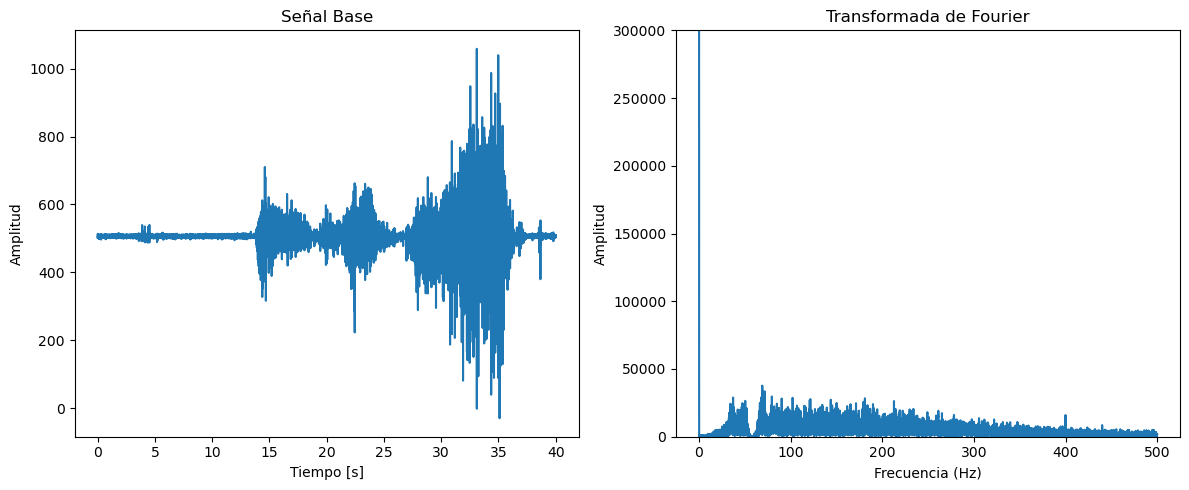 Señal Base
1000
800
600
400
200
0
Amplitud
0 5 10 15 20 25 30 35 40
Tiempo [s]
Transformada de Fourier
300000
250000
200000
150000
100000
50000
0
Amplitud
0 100 200 300 400 500
Frecuencia (Hz)